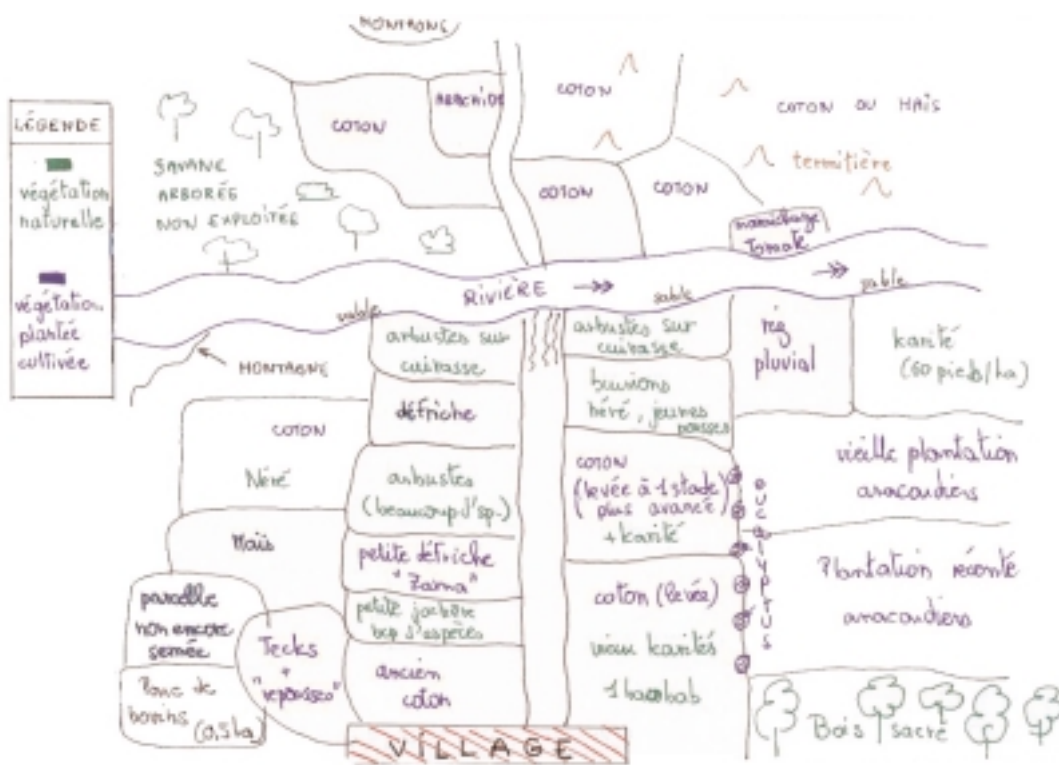 MONTAGNE
LÉGENDE
végétation
naturelle
végétation
plantée
cultivée
SAVANE
ARBORÉE
NON EXPLOITÉE
COTON
ARACHIDE
COTON
COTON OU MAÏS
termitière
COTON
COTON
maraîchage
Tomate
RIVIÈRE
sable
sable
sable
MONTAGNE
arbustes sur
cuirasse
défriche
COTON
Néré
arbustes
(beaucoup d'sp.)
Maïs
petite défriche
petite jachère
bcp d'espèces
parcelle
non encore
semée
Tecks
+
"repousses"
ancien
coton
Parc de
bovins
(0,5 ha)
VILLAGE
arbustes sur
cuirasse
buissons
néré, jeunes
pousses
coton
(levée à 1 stade
plus avancé)
+ karité
coton (levée)
vieux karités
1 baobab
EUCALYPTUS
riz
pluvial
karité
(60 pieds/ha)
vieille plantation
anacardiers
Plantation récente
anacardiers
Bois sacré